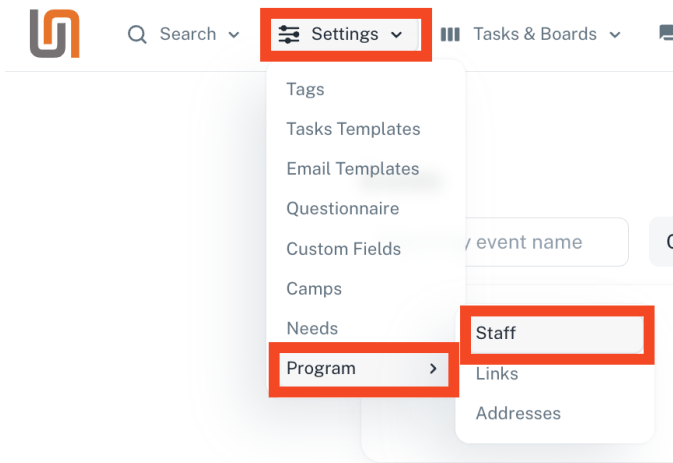 Search Settings Tasks & Boards
Tags
Tasks Templates
Email Templates
Questionnaire
Custom Fields
event name
Camps
Needs
Staff
Program
Links
Addresses